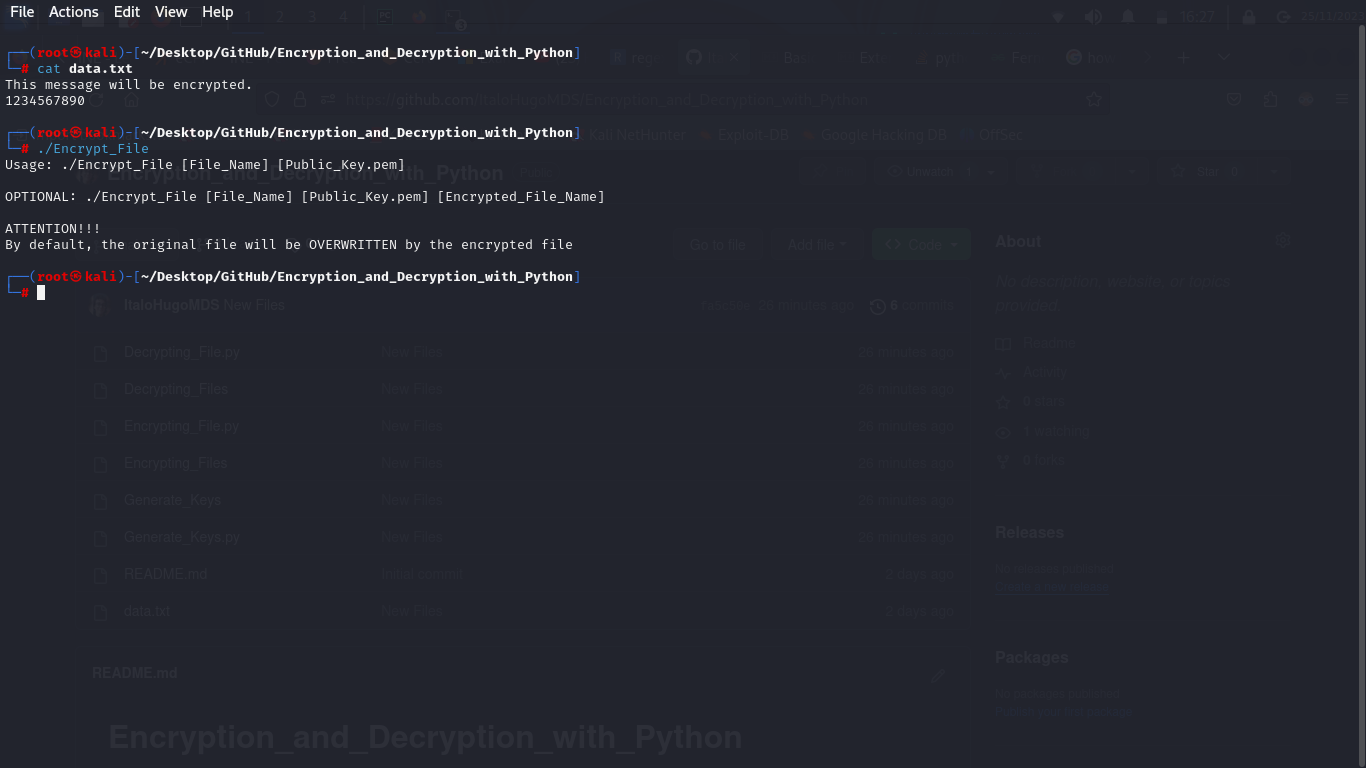 File Actions Edit View Help
1 2 3 4
16:27
┌──(root㉿kali)-[~/Desktop/GitHub/Encryption_and_Decryption_with_Python]
└─# cat data.txt
This message will be encrypted.
1234567890
https://github.com/ItaloHugoMDS/Encryption_and_Decryption_with_Python
┌──(root㉿kali)-[~/Desktop/GitHub/Encryption_and_Decryption_with_Python]
Kali NetHunter Exploit-DB Google Hacking DB OffSec
└─# ./Encrypt_File
Usage: ./Encrypt_File [File_Name] [Public_Key.pem]
Encryption_and_Decryption_with_Python Public
Unwatch 1
Star 0
OPTIONAL: ./Encrypt_File [File_Name] [Public_Key.pem] [Encrypted_File_Name]
ATTENTION!!!
By default, the original file will be OVERWRITTEN by the encrypted file
Go to file Add file Code
About
┌──(root㉿kali)-[~/Desktop/GitHub/Encryption_and_Decryption_with_Python]
└─#
No description, website, or topics
provided.
ItaloHugoMDS New Files
25 minutes ago 6 commits
Decrypting_File.py New Files 26 minutes ago
Decrypting_Files New Files 26 minutes ago
Encrypting_File.py New Files 26 minutes ago
Encrypting_Files New Files 26 minutes ago
Generate_Keys New Files 26 minutes ago
Generate_Keys.py New Files 26 minutes ago
README.md Initial commit 2 days ago
data.txt New Files 2 days ago
Readme
Activity
0 stars
1 watching
0 forks
Releases
No releases published
Create a new release
Packages
No packages published
Publish your first package
README.md
Encryption_and_Decryption_with_Python